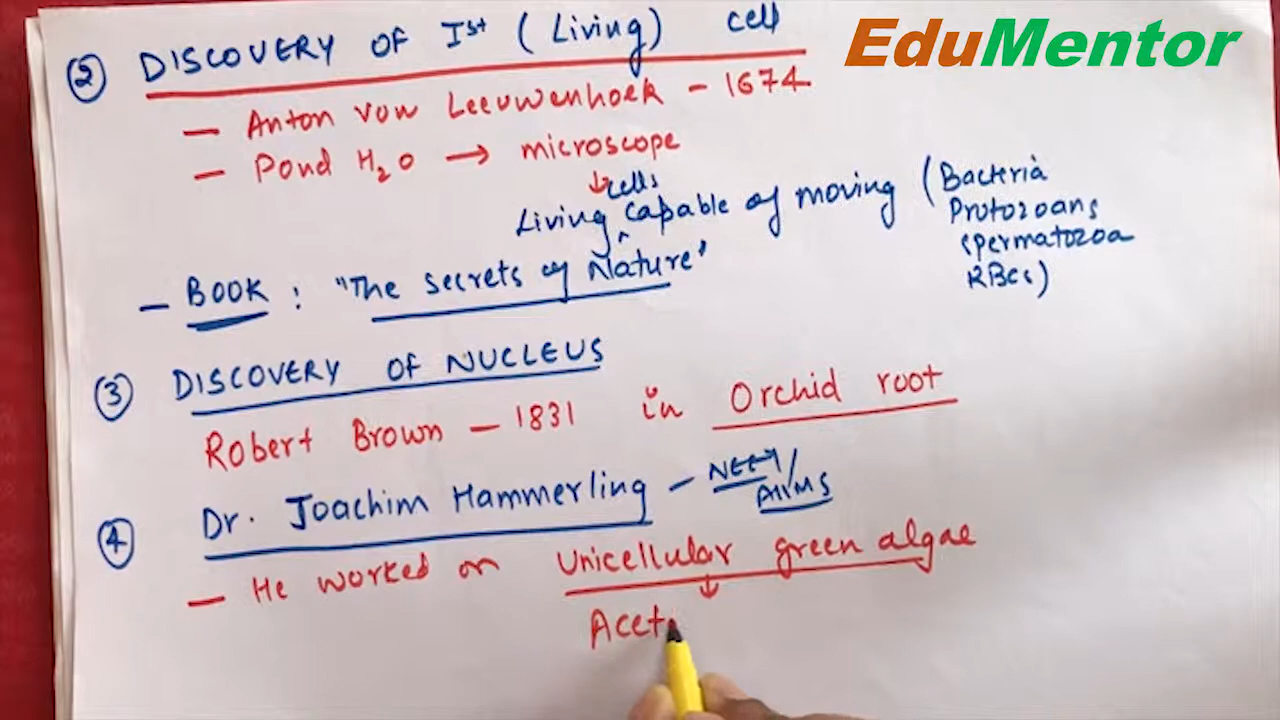 EduMentor
② DISCOVERY OF Ist (Living) cell
— Anton von Leeuwenhoek – 1674
— Pond H2O → microscope
↓ cells
Living capable of moving (Bacteria
Protozoans
spermatozoa
RBCs)
— BOOK : "The secrets of Nature"
③ DISCOVERY OF NUCLEUS
Robert Brown – 1831 in Orchid root
④ Dr. Joachim Hammerling – NEET/
AIIMS
— He worked on Unicellular green algae
↓
Acet